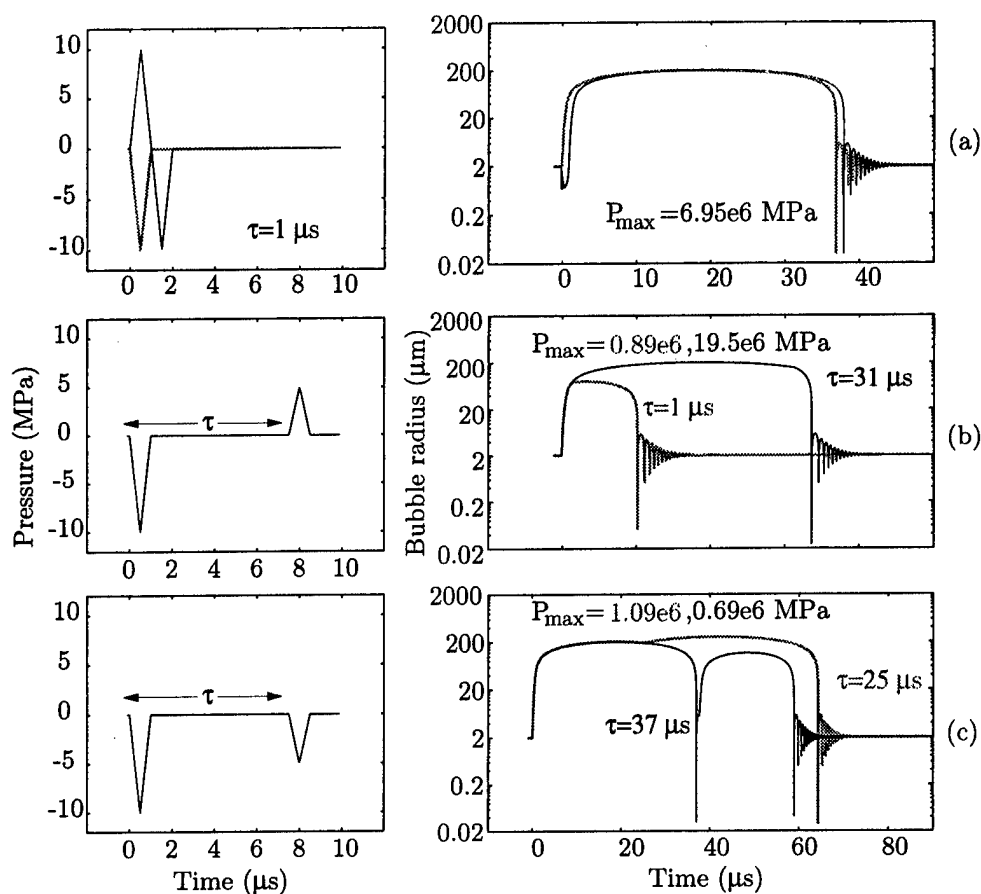 10
5
0
-5
-10
τ=1 μs
0 2 4 6 8 10
2000
200
20
2
0.2
0.02
P_max=6.95e6 MPa
0 10 20 30 40
(a)
Pressure (MPa)
10
5
0
-5
-10
τ
0 2 4 6 8 10
Bubble radius (μm)
2000
200
20
2
0.2
0.02
P_max=0.89e6,19.5e6 MPa
τ=31 μs
τ=1 μs
0 20 40 60 80
(b)
10
5
0
-5
-10
τ
0 2 4 6 8 10
Time (μs)
2000
200
20
2
0.2
0.02
P_max=1.09e6,0.69e6 MPa
τ=25 μs
τ=37 μs
0 20 40 60 80
Time (μs)
(c)